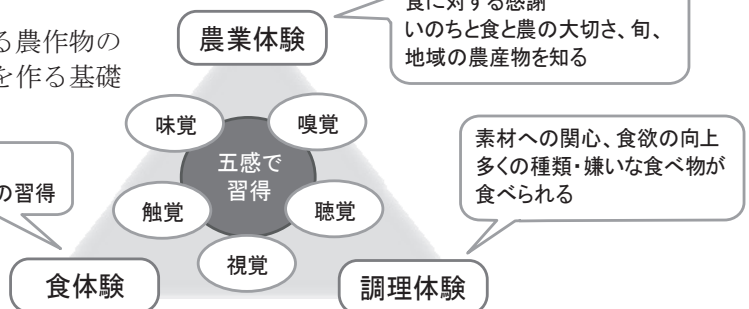 る農作物の
を作る基礎
食に対する感謝
いのちと食と農の大切さ、旬、
地域の農産物を知る
農業体験
味覚
嗅覚
五感で
習得
触覚
聴覚
視覚
素材への関心、食欲の向上
多くの種類・嫌いな食べ物が
食べられる
の習得
食体験
調理体験